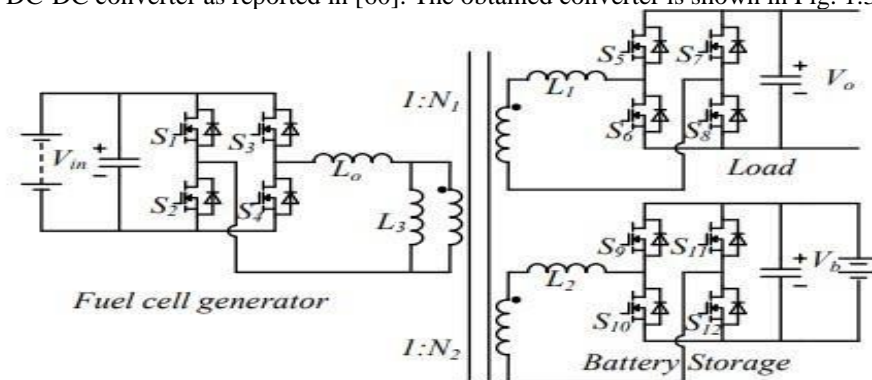 DC-DC converter as reported in [60]. The obtained converter is shown in Fig. 1.3
S5 S7
L1
1:N1
S6 S8
Vo
+
-
Load
Vin
+
-
S1 S3
Lo
S2 S4
L3
S9 S11
L2
S10 S12
Vb
+
-
Fuel cell generator
1:N2
Battery Storage